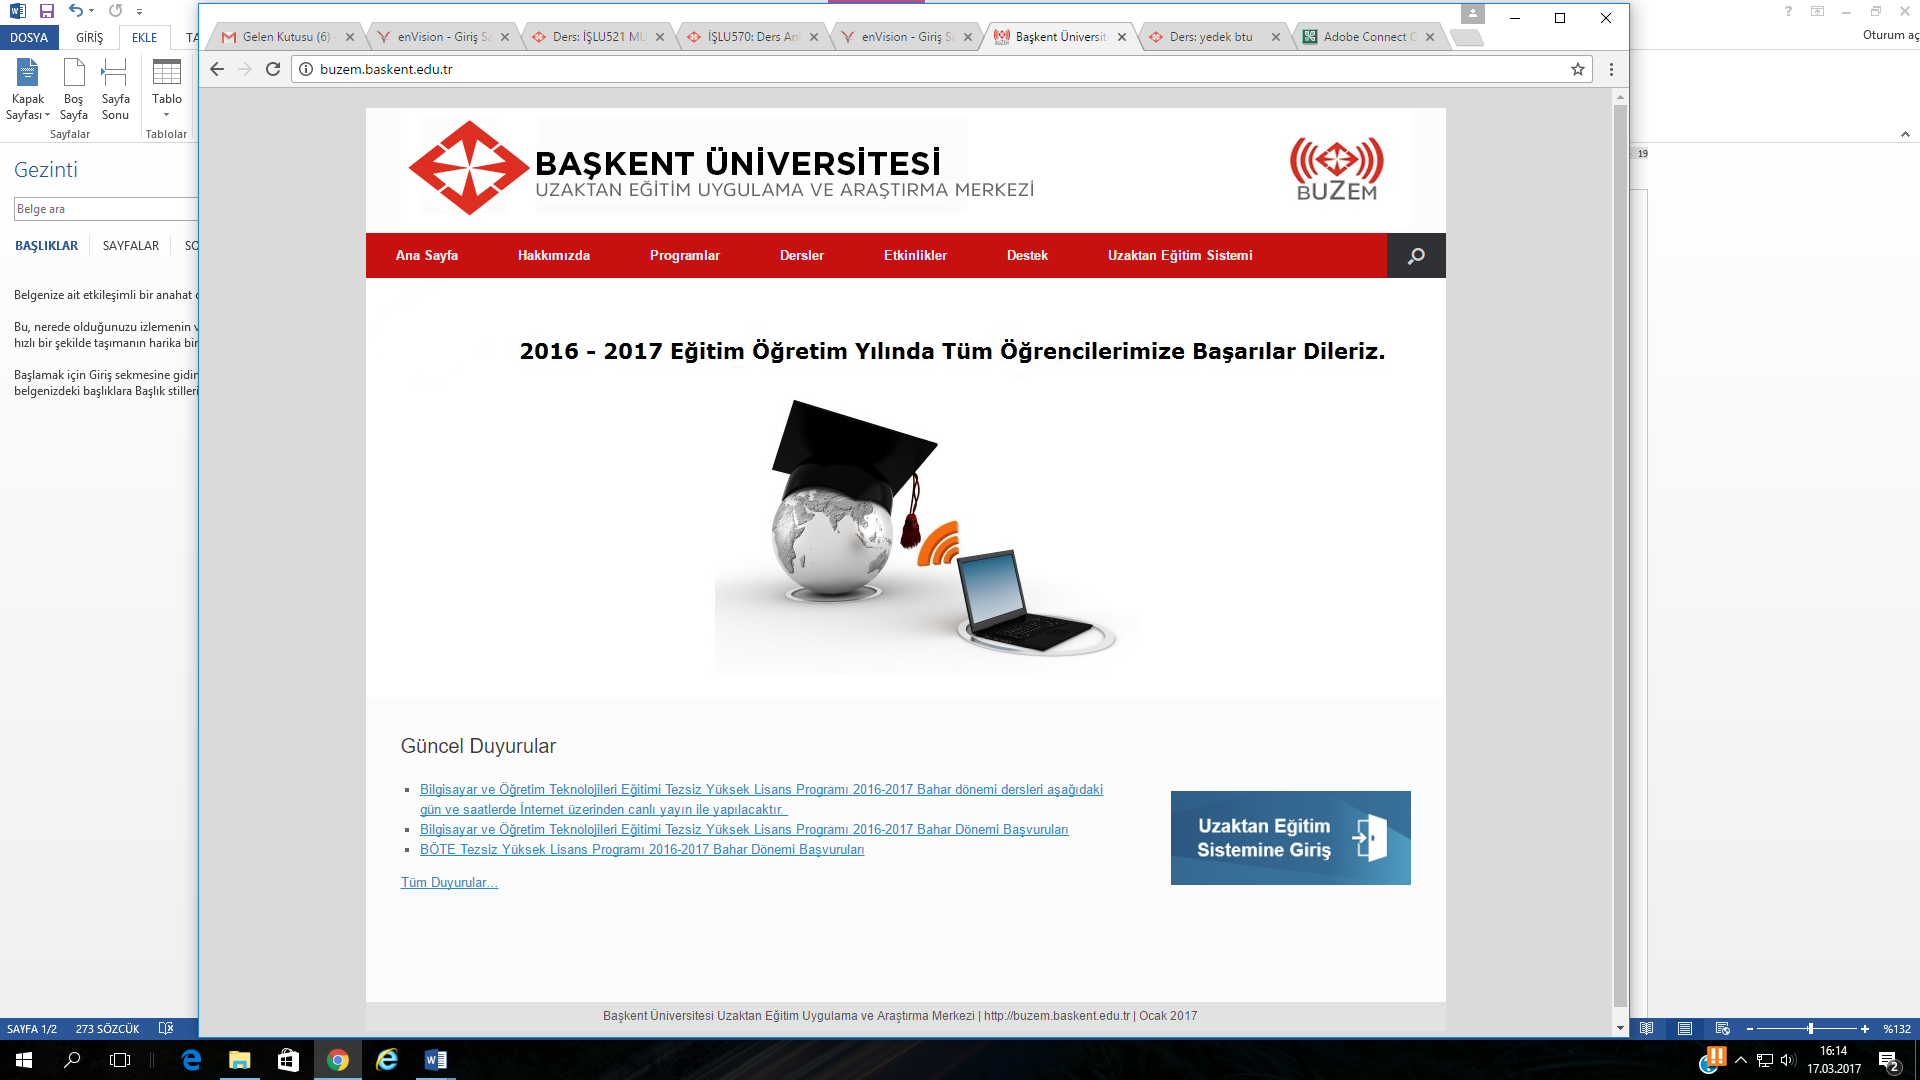 DOSYA GİRİŞ EKLE
Oturum aç
Kapak Sayfası
Boş Sayfa
Sayfa Sonu
Tablo
Sayfalar
Tablolar
Gezinti
Belge ara
BAŞLIKLAR SAYFALAR
Belgenize ait etkileşimli bir anahat
Bu, nerede olduğunuzu izlemenin
hızlı bir şekilde taşımanın harika bir
Başlamak için Giriş sekmesine gidin
belgenizdeki başlıklara Başlık stilleri
Gelen Kutusu (6)
enVision - Giriş Sa
Ders: İŞLU521 MU
İŞLU570: Ders An
enVision - Giriş Sa
Başkent Üniversit
Ders: yedek btu
Adobe Connect
buzem.baskent.edu.tr
BAŞKENT ÜNİVERSİTESİ
UZAKTAN EĞİTİM UYGULAMA VE ARAŞTIRMA MERKEZİ
BUZEM
Ana Sayfa Hakkımızda Programlar Dersler Etkinlikler Destek Uzaktan Eğitim Sistemi
2016 - 2017 Eğitim Öğretim Yılında Tüm Öğrencilerimize Başarılar Dileriz.
Güncel Duyurular
Bilgisayar ve Öğretim Teknolojileri Eğitimi Tezsiz Yüksek Lisans Programı 2016-2017 Bahar dönemi dersleri aşağıdaki
gün ve saatlerde İnternet üzerinden canlı yayın ile yapılacaktır.
Bilgisayar ve Öğretim Teknolojileri Eğitimi Tezsiz Yüksek Lisans Programı 2016-2017 Bahar Dönemi Başvuruları
BÖTE Tezsiz Yüksek Lisans Programı 2016-2017 Bahar Dönemi Başvuruları
Tüm Duyurular...
Uzaktan Eğitim
Sistemine Giriş
Başkent Üniversitesi Uzaktan Eğitim Uygulama ve Araştırma Merkezi | http://buzem.baskent.edu.tr | Ocak 2017
19
SAYFA 1/2 273 SÖZCÜK
%132
16:14
17.03.2017
2